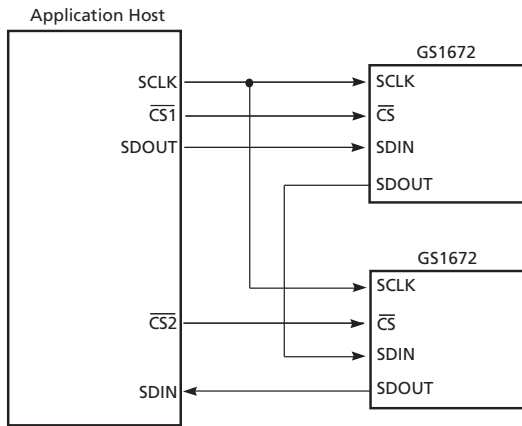 Application Host
SCLK
CS1
SDOUT
CS2
SDIN
GS1672
SCLK
CS
SDIN
SDOUT
GS1672
SCLK
CS
SDIN
SDOUT